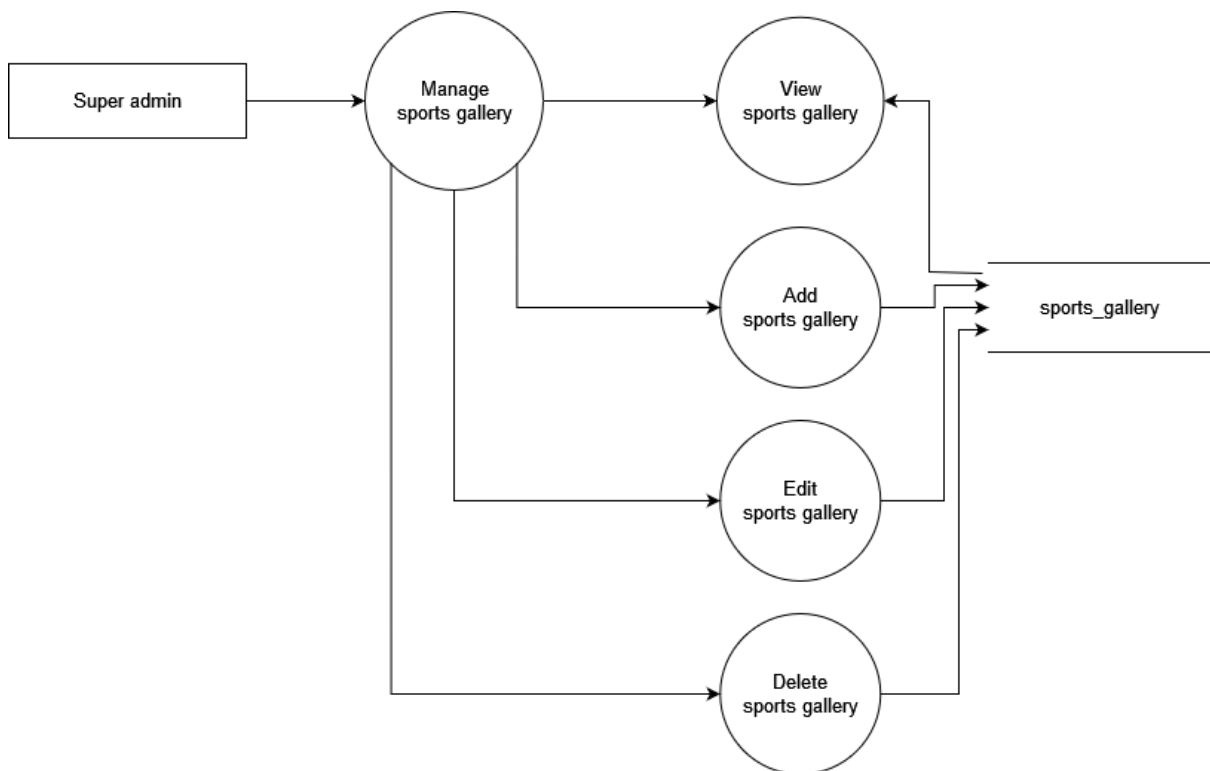 Super admin
Manage
sports gallery
View
sports gallery
Add
sports gallery
sports_gallery
Edit
sports gallery
Delete
sports gallery